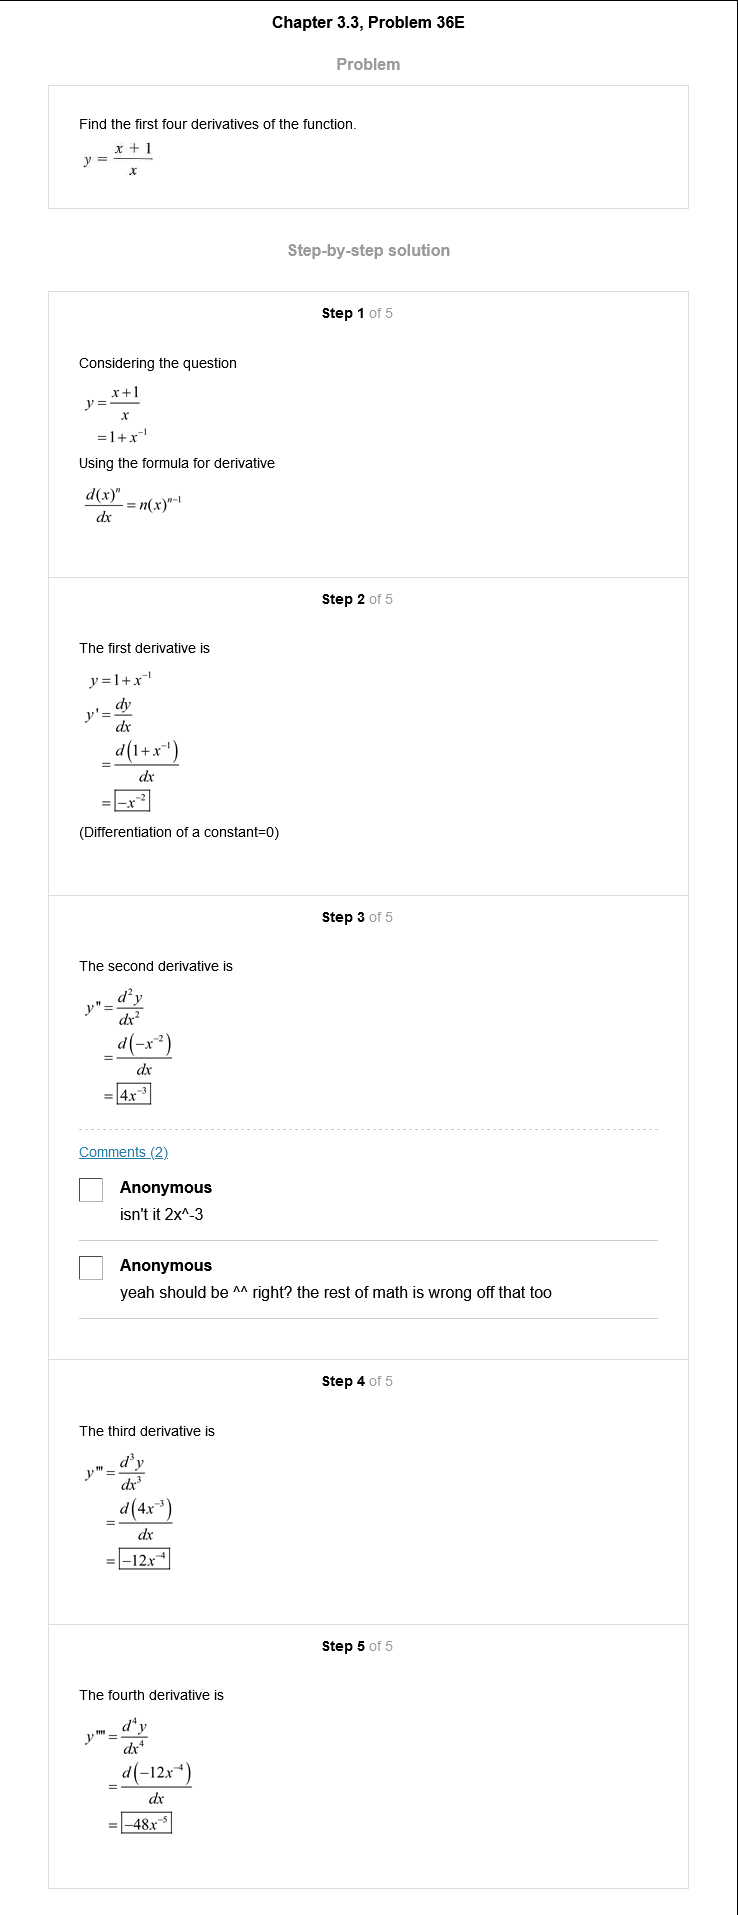 Chapter 3.3, Problem 36E
Problem
Find the first four derivatives of the function.
y = \frac{x + 1}{x}
Step-by-step solution
Step 1 of 5
Considering the question
y = \frac{x+1}{x}
= 1 + x^{-1}
Using the formula for derivative
\frac{d(x)^n}{dx} = n(x)^{n-1}
Step 2 of 5
The first derivative is
y = 1 + x^{-1}
y' = \frac{dy}{dx}
= \frac{d(1+x^{-1})}{dx}
= -x^{-2}
(Differentiation of a constant=0)
Step 3 of 5
The second derivative is
y" = \frac{d^2y}{dx^2}
= \frac{d(-x^{-2})}{dx}
= 4x^{-3}
Comments (2)
Anonymous
isn't it 2x^-3
Anonymous
yeah should be ^^ right? the rest of math is wrong off that too
Step 4 of 5
The third derivative is
y''' = \frac{d^3y}{dx^3}
= \frac{d(4x^{-3})}{dx}
= -12x^{-4}
Step 5 of 5
The fourth derivative is
y'''' = \frac{d^4y}{dx^4}
= \frac{d(-12x^{-4})}{dx}
= -48x^{-5}